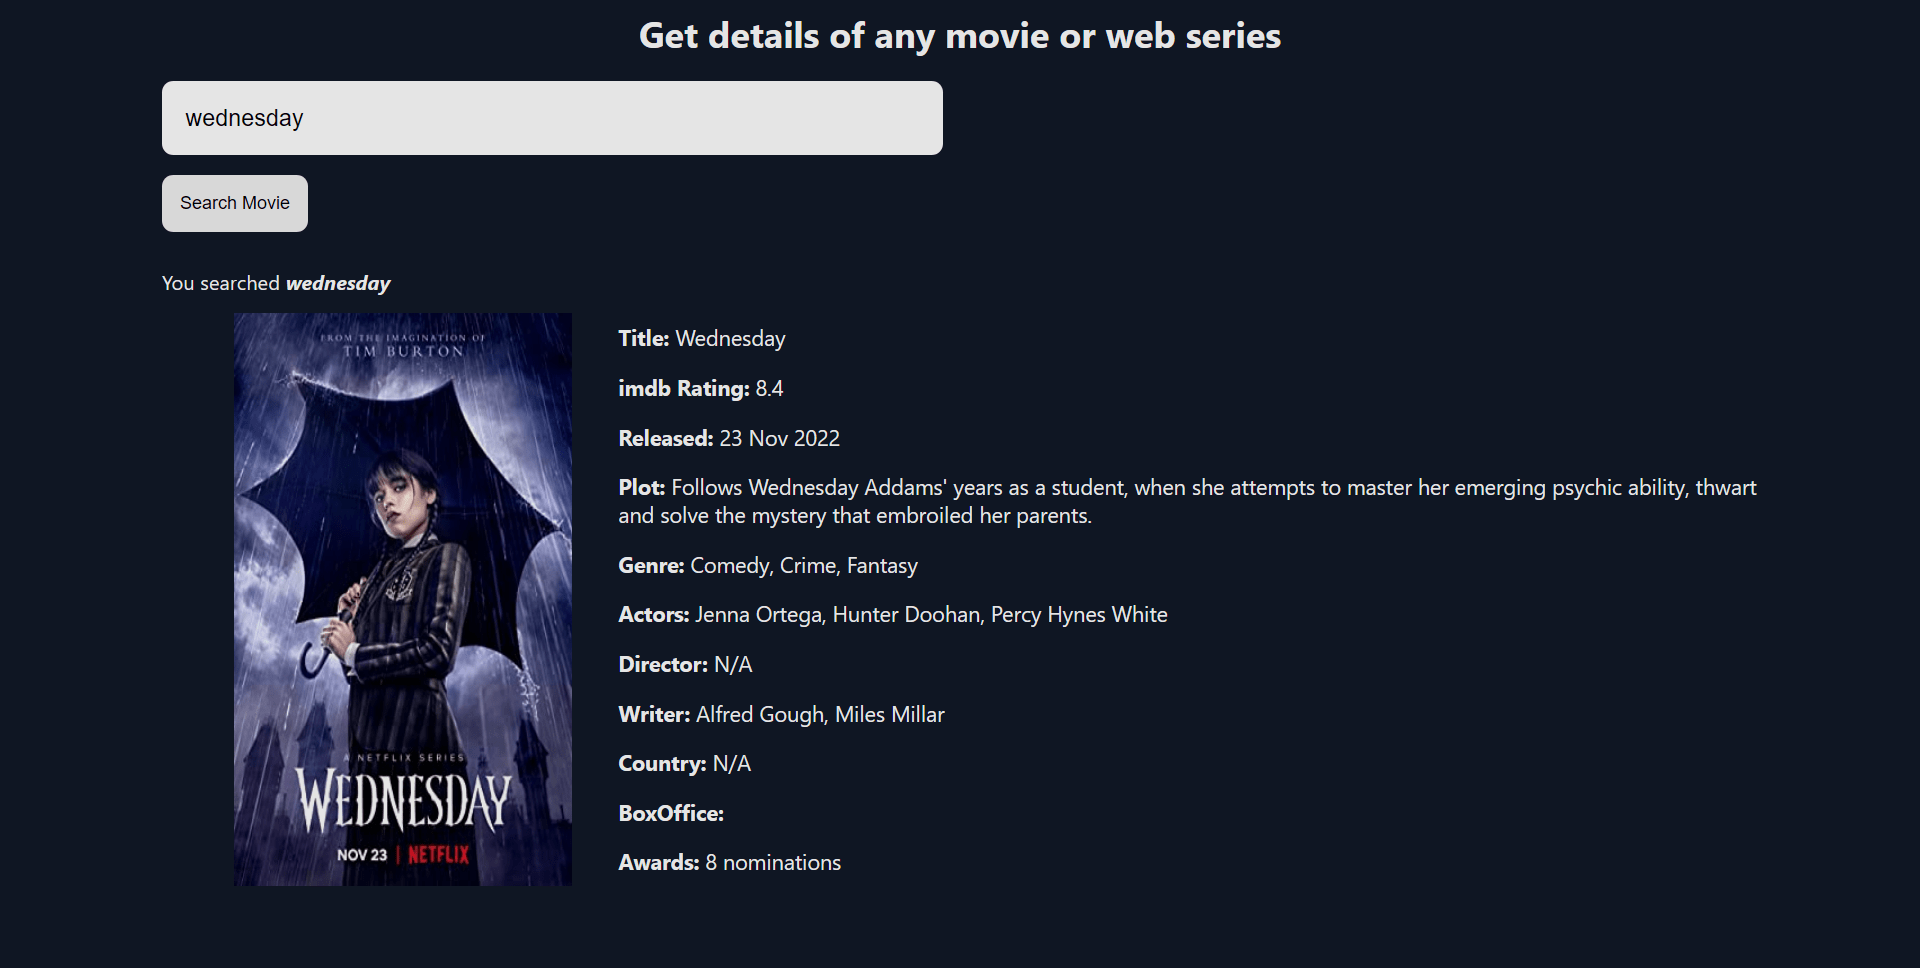 Get details of any movie or web series
wednesday
Search Movie
You searched wednesday
FROM THE IMAGINATION OF
TIM BURTON
A NETFLIX SERIES
WEDNESDAY
NOV 23 | NETFLIX
Title: Wednesday
imdb Rating: 8.4
Released: 23 Nov 2022
Plot: Follows Wednesday Addams' years as a student, when she attempts to master her emerging psychic ability, thwart
and solve the mystery that embroiled her parents.
Genre: Comedy, Crime, Fantasy
Actors: Jenna Ortega, Hunter Doohan, Percy Hynes White
Director: N/A
Writer: Alfred Gough, Miles Millar
Country: N/A
BoxOffice:
Awards: 8 nominations